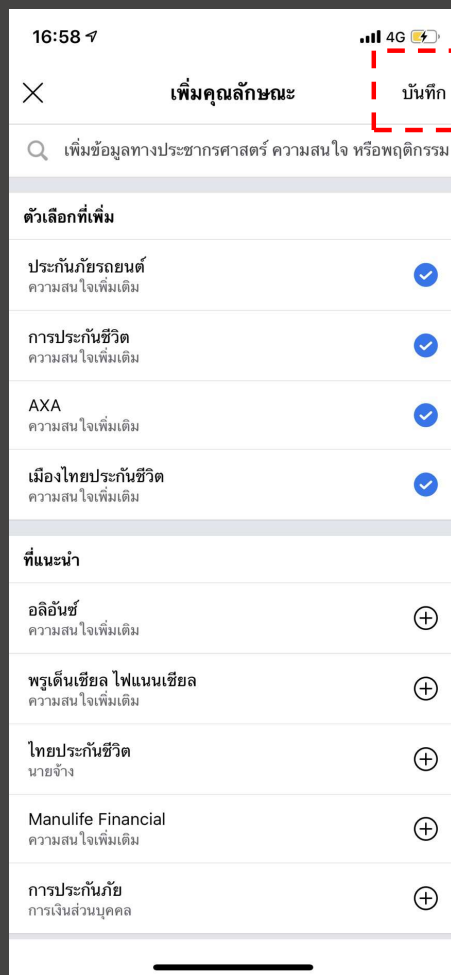 16:58
4G
เพิ่มคุณลักษณะ
บันทึก
เพิ่มข้อมูลทางประชากรศาสตร์ ความสนใจ หรือพฤติกรรม
ตัวเลือกที่เพิ่ม
ประกันภัยรถยนต์
ความสนใจเพิ่มเติม
การประกันชีวิต
ความสนใจเพิ่มเติม
AXA
ความสนใจเพิ่มเติม
เมืองไทยประกันชีวิต
ความสนใจเพิ่มเติม
ที่แนะนำ
อลิอันซ์
ความสนใจเพิ่มเติม
พรูเด็นเชียล ไฟแนนเชียล
ความสนใจเพิ่มเติม
ไทยประกันชีวิต
นายจ้าง
Manulife Financial
ความสนใจเพิ่มเติม
การประกันภัย
การเงินส่วนบุคคล